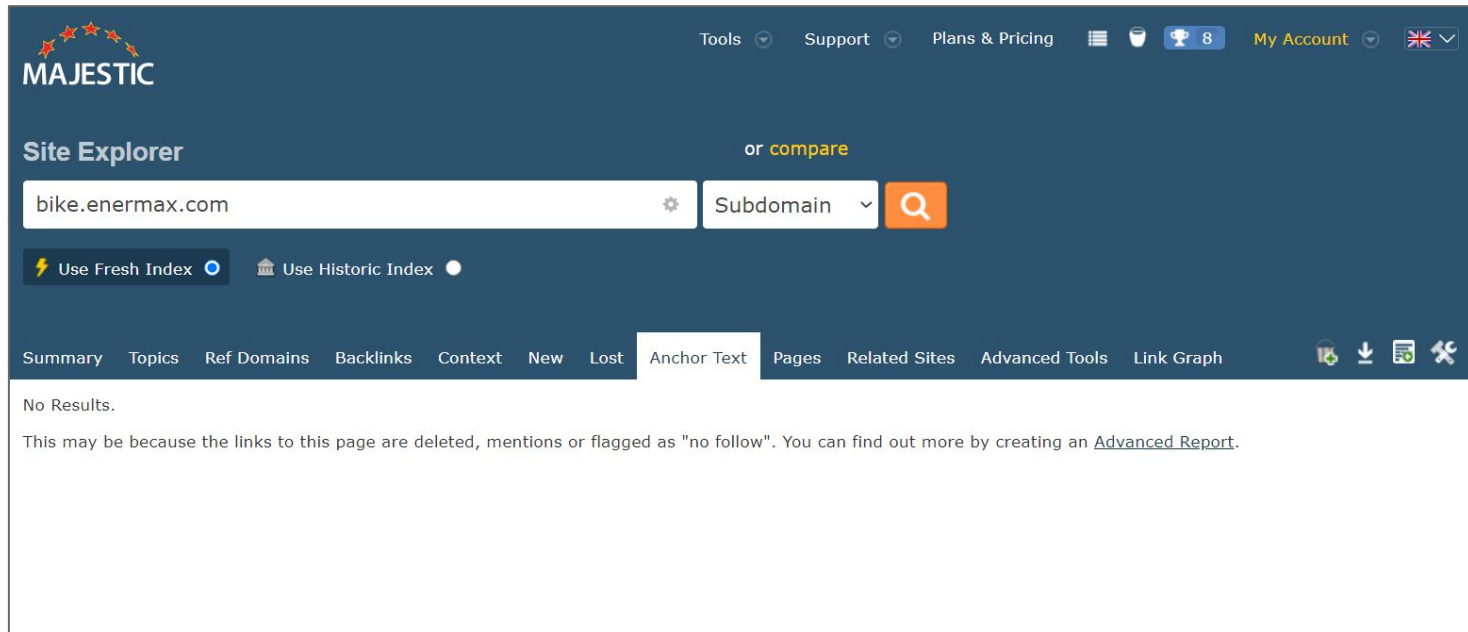 MAJESTIC
Tools Support Plans & Pricing 8 My Account
Site Explorer
or compare
bike.enermax.com Subdomain
Use Fresh Index Use Historic Index
Summary Topics Ref Domains Backlinks Context New Lost Anchor Text Pages Related Sites Advanced Tools Link Graph
No Results.
This may be because the links to this page are deleted, mentions or flagged as "no follow". You can find out more by creating an Advanced Report.